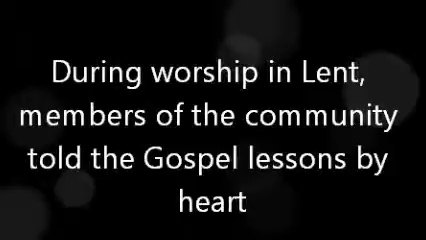 During worship in Lent,
members of the community
told the Gospel lessons by
heart